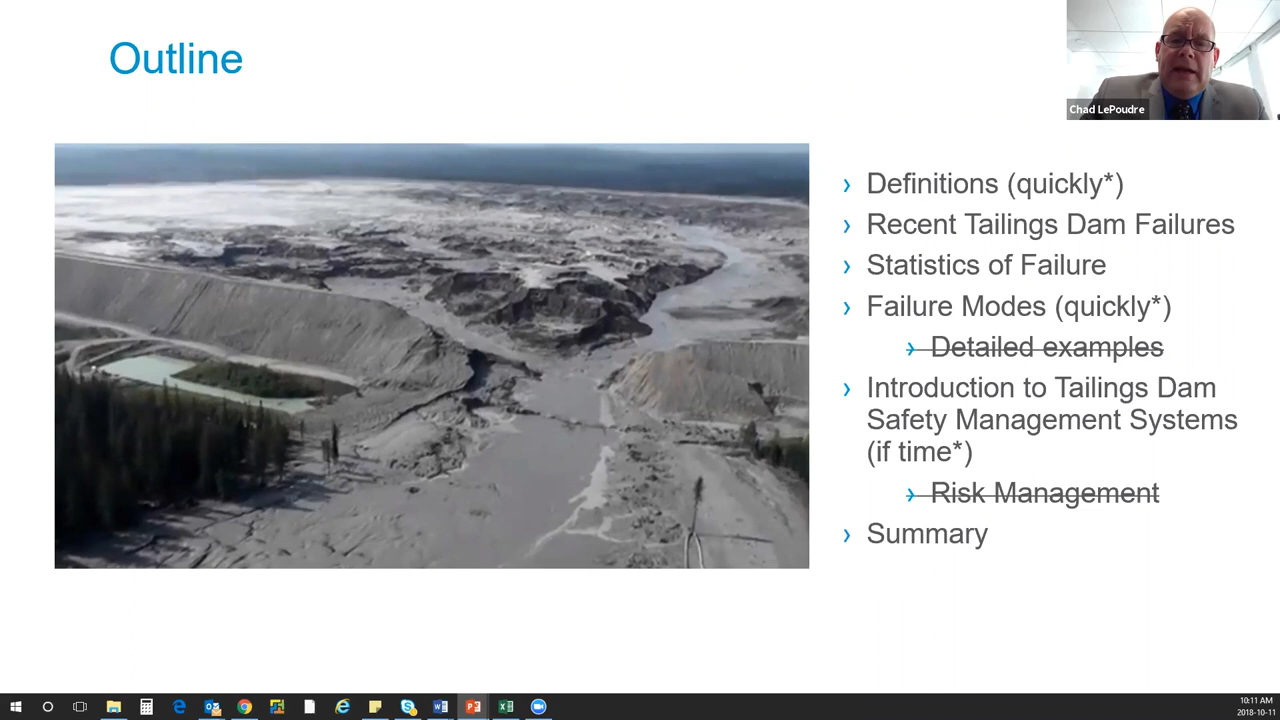 Outline
Chad LePoudre
› Definitions (quickly*)
› Recent Tailings Dam Failures
› Statistics of Failure
› Failure Modes (quickly*)
› Detailed examples
› Introduction to Tailings Dam
Safety Management Systems
(if time*)
› Risk Management
› Summary
10:11 AM
2018-10-11